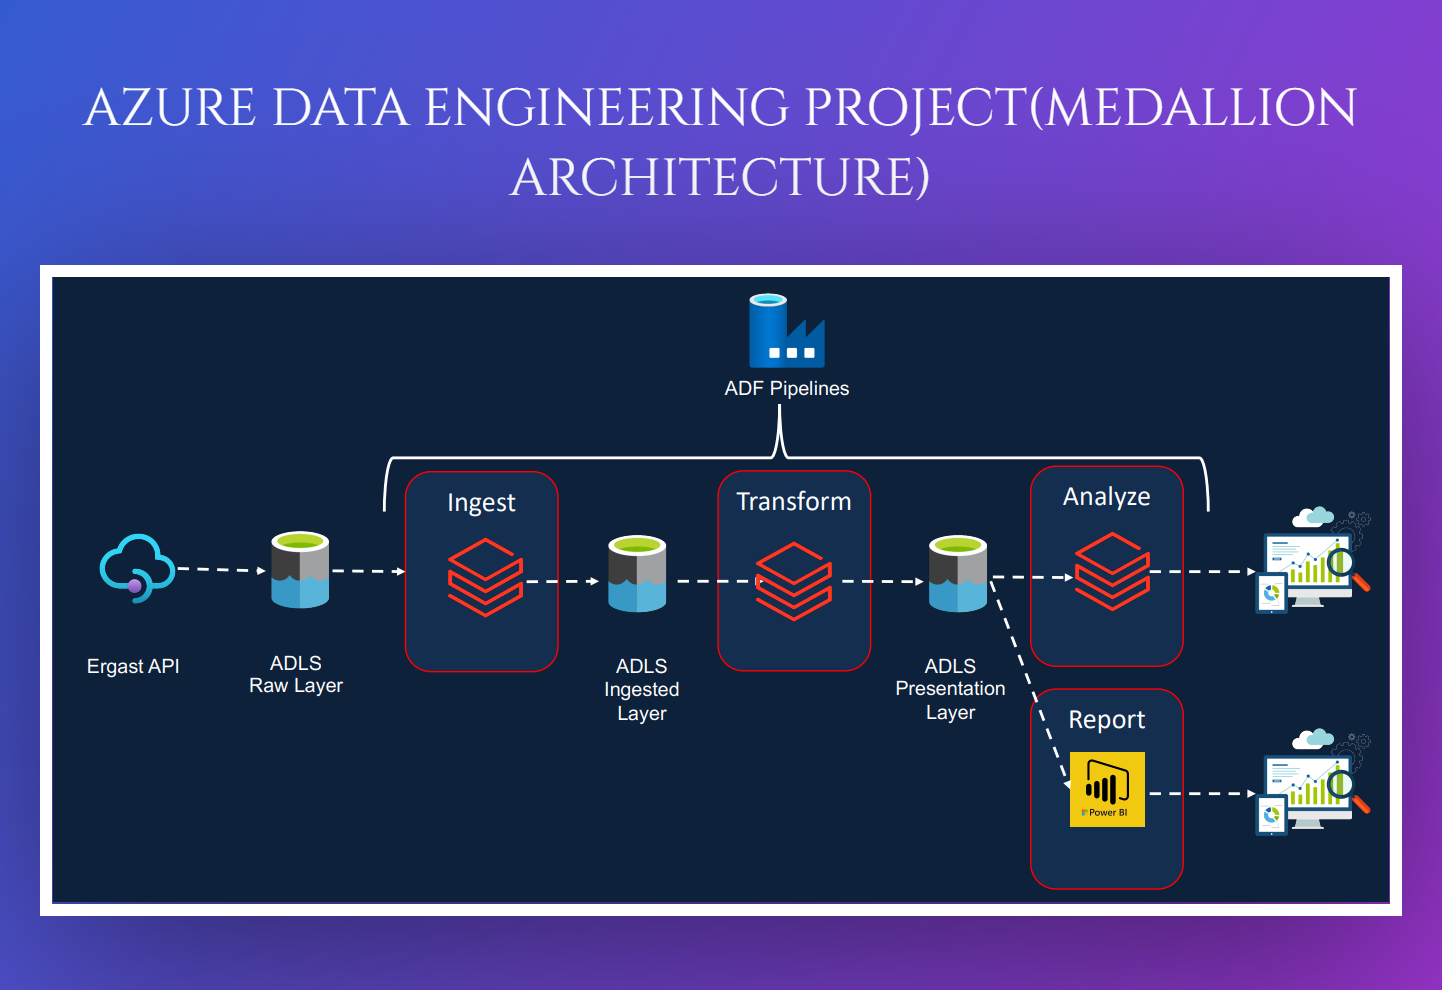 AZURE DATA ENGINEERING PROJECT(MEDALLION
ARCHITECTURE)
ADF Pipelines
Ingest
Transform
Analyze
Ergast API
ADLS
Raw Layer
ADLS
Ingested
Layer
ADLS
Presentation
Layer
Report
Power BI